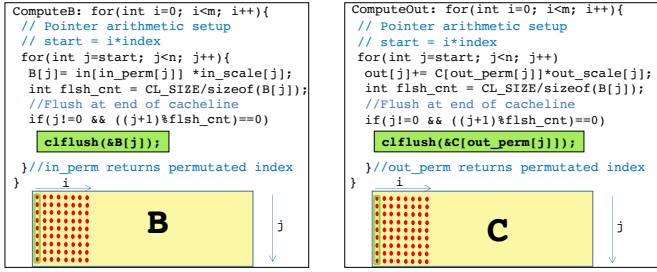 ComputeB: for(int i=0; i<m; i++){
// Pointer arithmetic setup
// start = i*index
for(int j=start; j<n; j++){
B[j]= in[in_perm[j]] *in_scale[j];
int flsh_cnt = CL_SIZE/sizeof(B[j]);
//Flush at end of cacheline
if(j!=0 && ((j+1)%flsh_cnt)==0)
clflush(&B[j]);
}//in_perm returns permutated index
}
i
B
j
ComputeOut: for(int i=0; i<m; i++){
// Pointer arithmetic setup
// start = i*index
for(int j=start; j<n; j++)
out[j]+= C[out_perm[j]]*out_scale[j];
int flsh_cnt = CL_SIZE/sizeof(B[j]);
//Flush at end of cacheline
if(j!=0 && ((j+1)%flsh_cnt)==0)
clflush(&C[out_perm[j]]);
}//out_perm returns permutated index
}
i
C
j